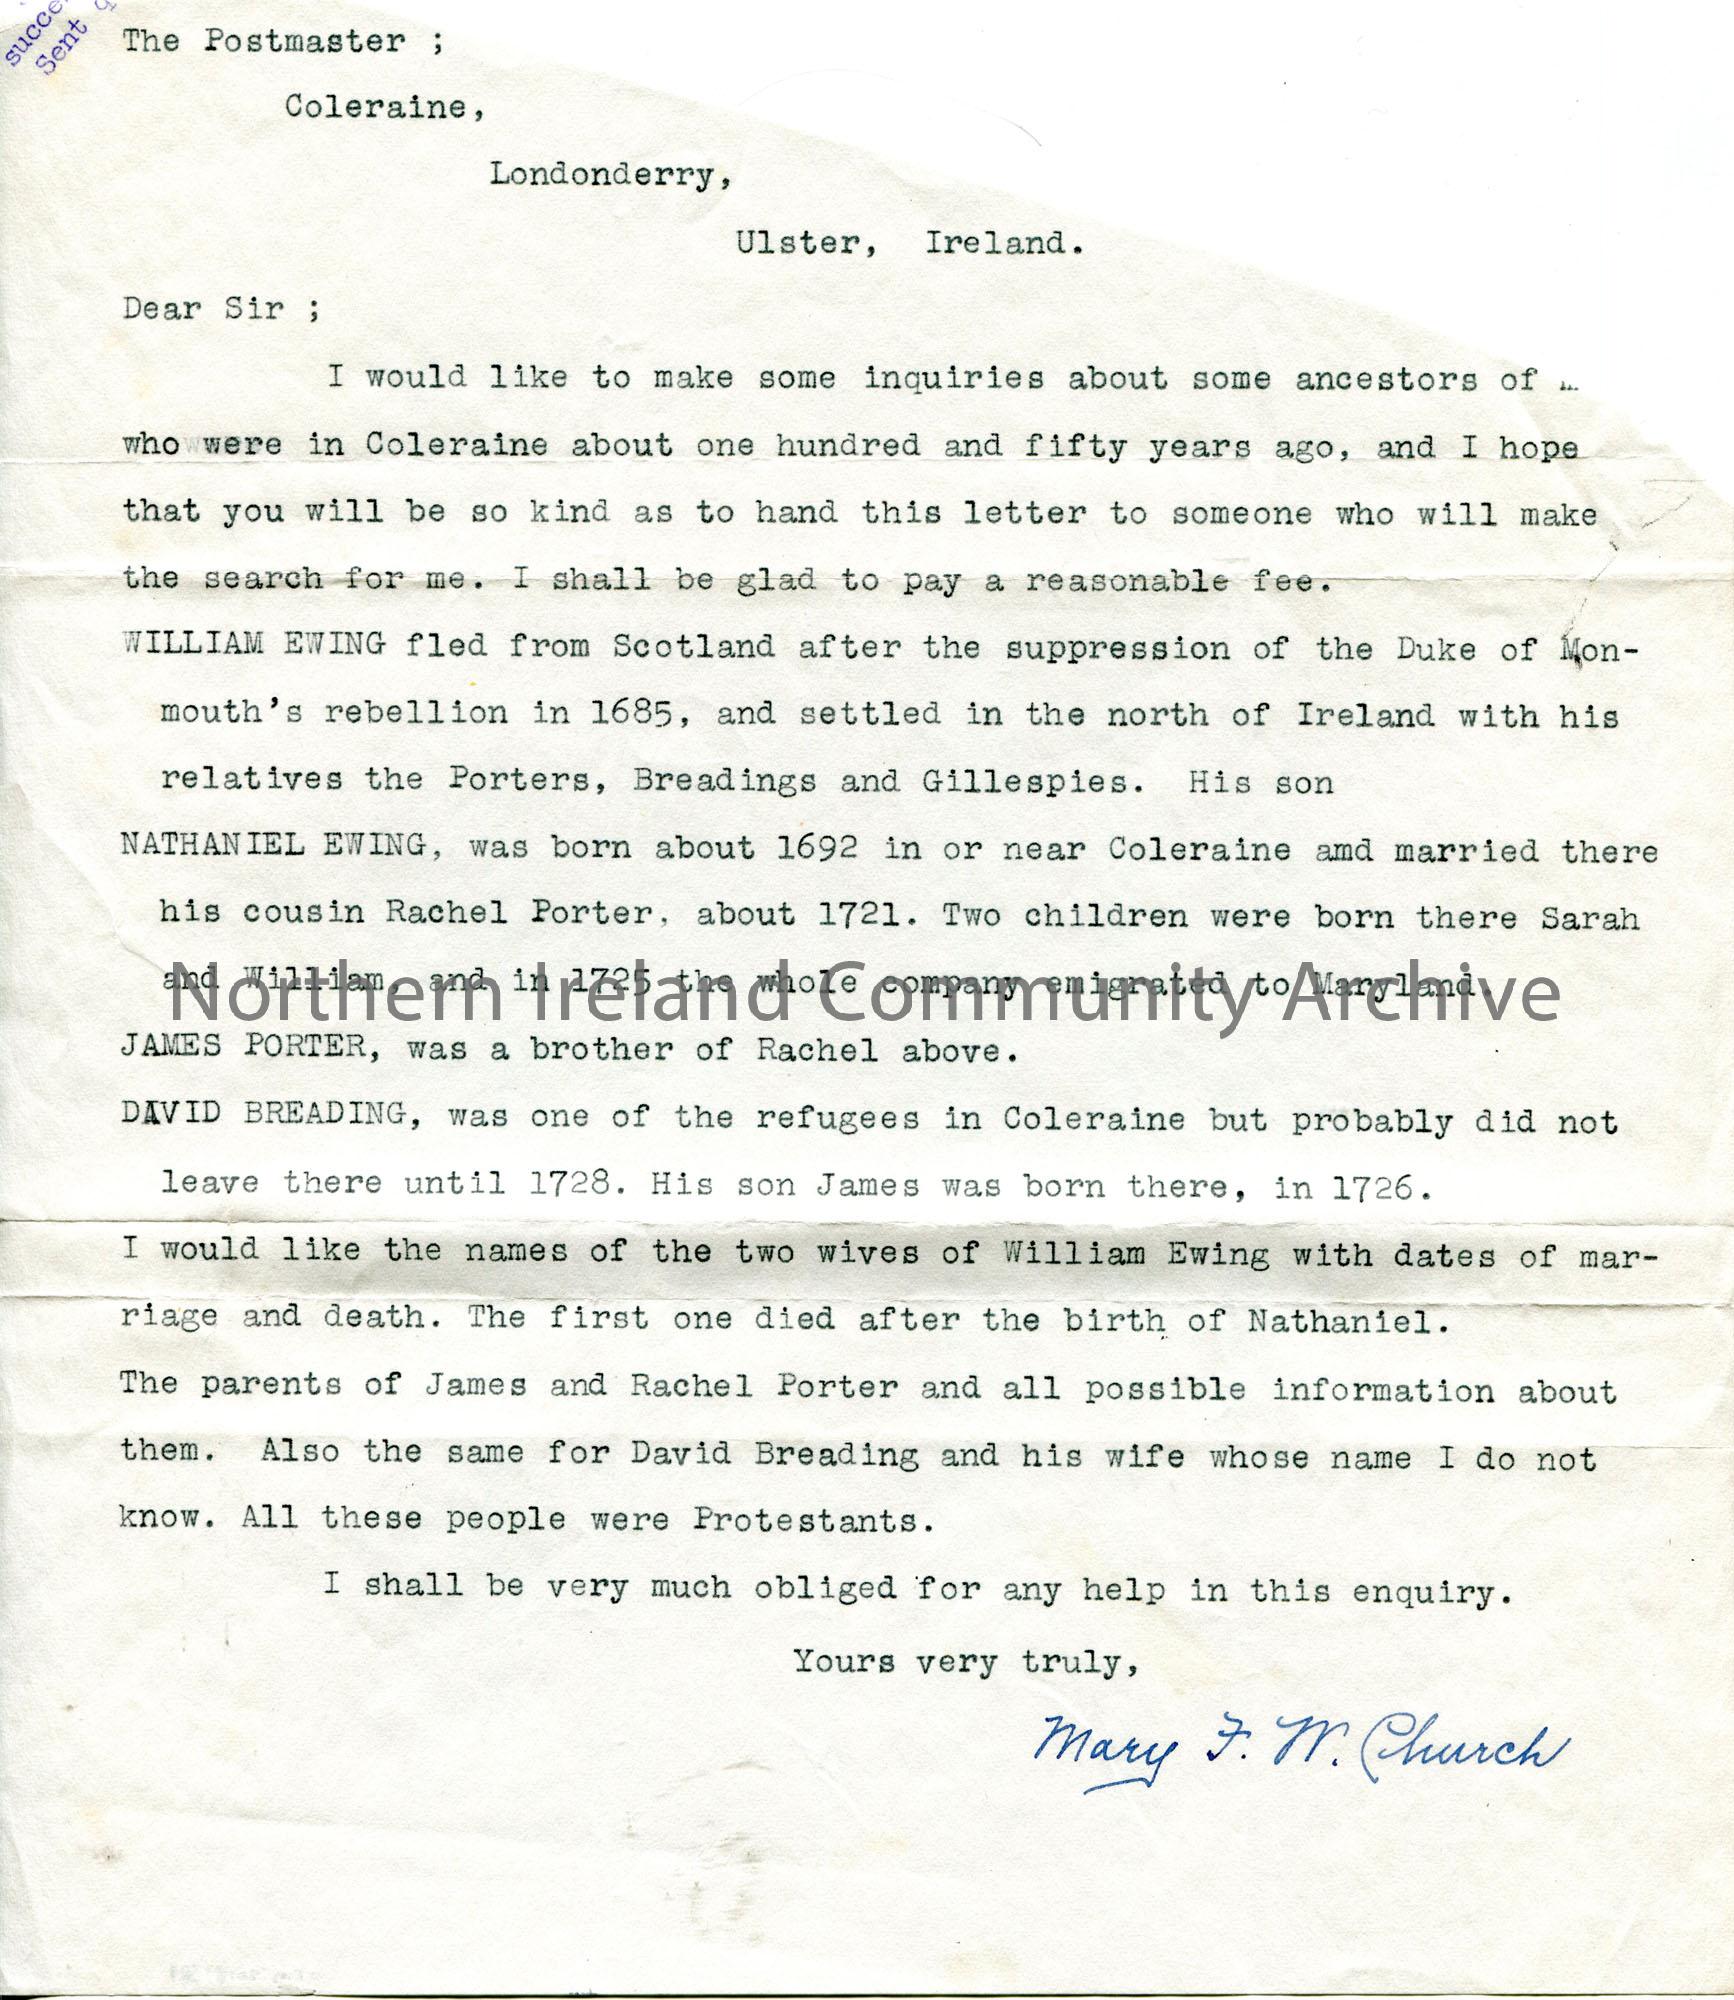 Sent
The Postmaster ;
Coleraine,
Londonderry,
Ulster, Ireland.
Dear Sir ;
I would like to make some inquiries about some ancestors of
who were in Coleraine about one hundred and fifty years ago, and I hope
that you will be so kind as to hand this letter to someone who will make
the search for me. I shall be glad to pay a reasonable fee.
WILLIAM EWING fled from Scotland after the suppression of the Duke of Mon-
mouth's rebellion in 1685, and settled in the north of Ireland with his
relatives the Porters, Breadings and Gillespies. His son
NATHANIEL EWING, was born about 1692 in or near Coleraine amd married there
his cousin Rachel Porter, about 1721. Two children were born there Sarah
and William, and in 1725 the whole company emigrated to Maryland.
Northern Ireland Community Archive
JAMES PORTER, was a brother of Rachel above.
DAVID BREADING, was one of the refugees in Coleraine but probably did not
leave there until 1728. His son James was born there, in 1726.
I would like the names of the two wives of William Ewing with dates of mar-
riage and death. The first one died after the birth of Nathaniel.
The parents of James and Rachel Porter and all possible information about
them. Also the same for David Breading and his wife whose name I do not
know. All these people were Protestants.
I shall be very much obliged for any help in this enquiry.
Yours very truly,
Mary F. W. Church